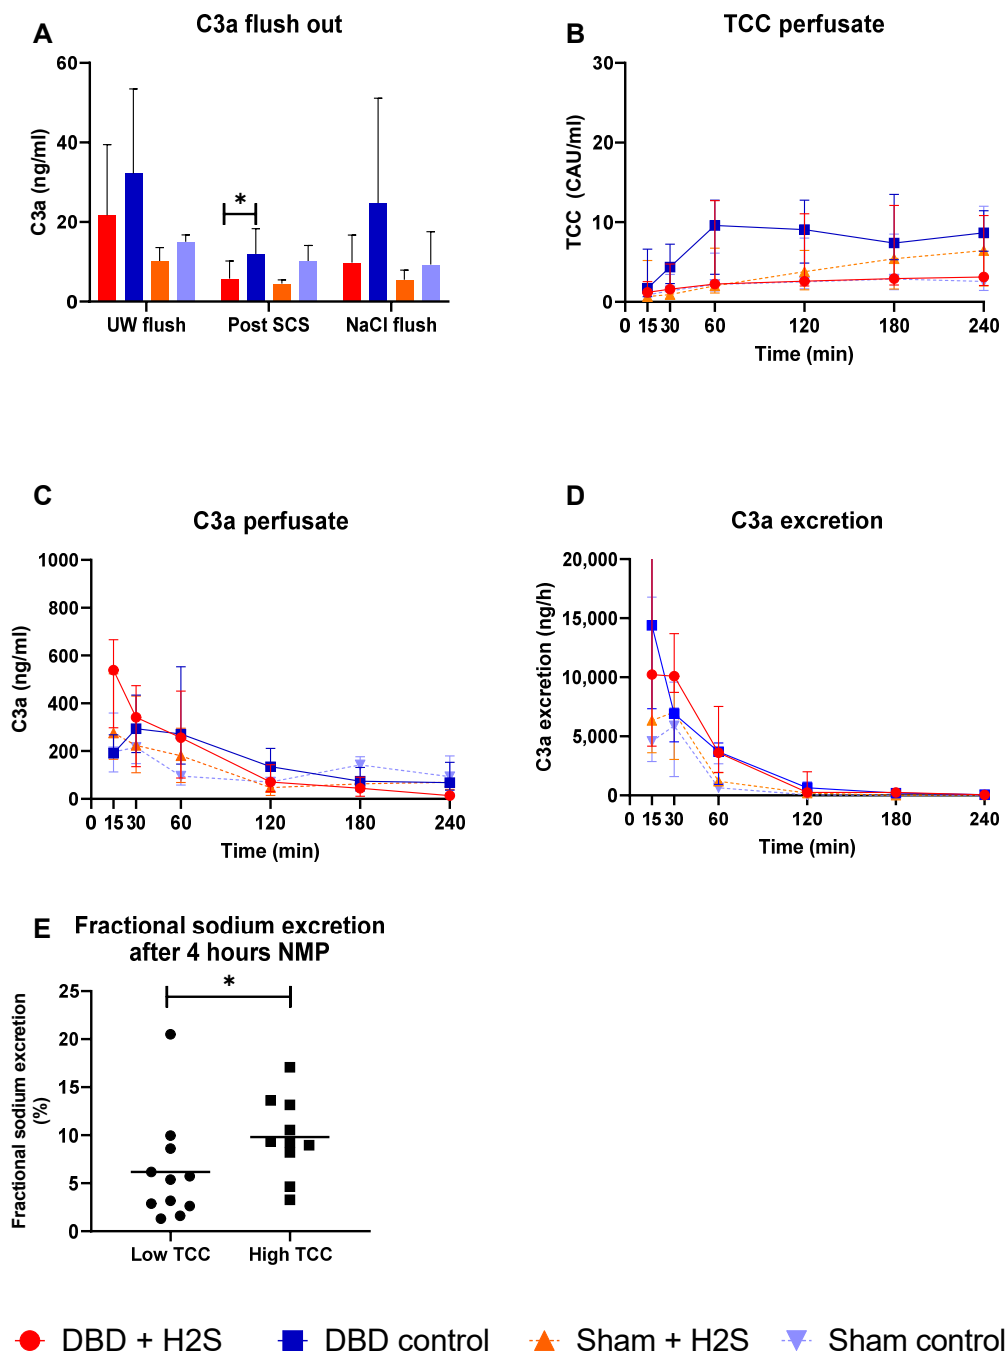 A
C3a flush out
60
40
20
0
C3a (ng/ml)
*
UW flush
Post SCS
NaCl flush
B
TCC perfusate
30
20
10
0
TCC (CAU/ml)
0 15 30 60 120 180 240
Time (min)
C
C3a perfusate
1000
800
600
400
200
0
C3a (ng/ml)
0 15 30 60 120 180 240
Time (min)
D
C3a excretion
20,000
15,000
10,000
5,000
0
C3a excretion (ng/h)
0 15 30 60 120 180 240
Time (min)
E
Fractional sodium excretion
after 4 hours NMP
*
25
20
15
10
5
0
Fractional sodium excretion
(%)
Low TCC
High TCC
DBD + H2S
DBD control
Sham + H2S
Sham control